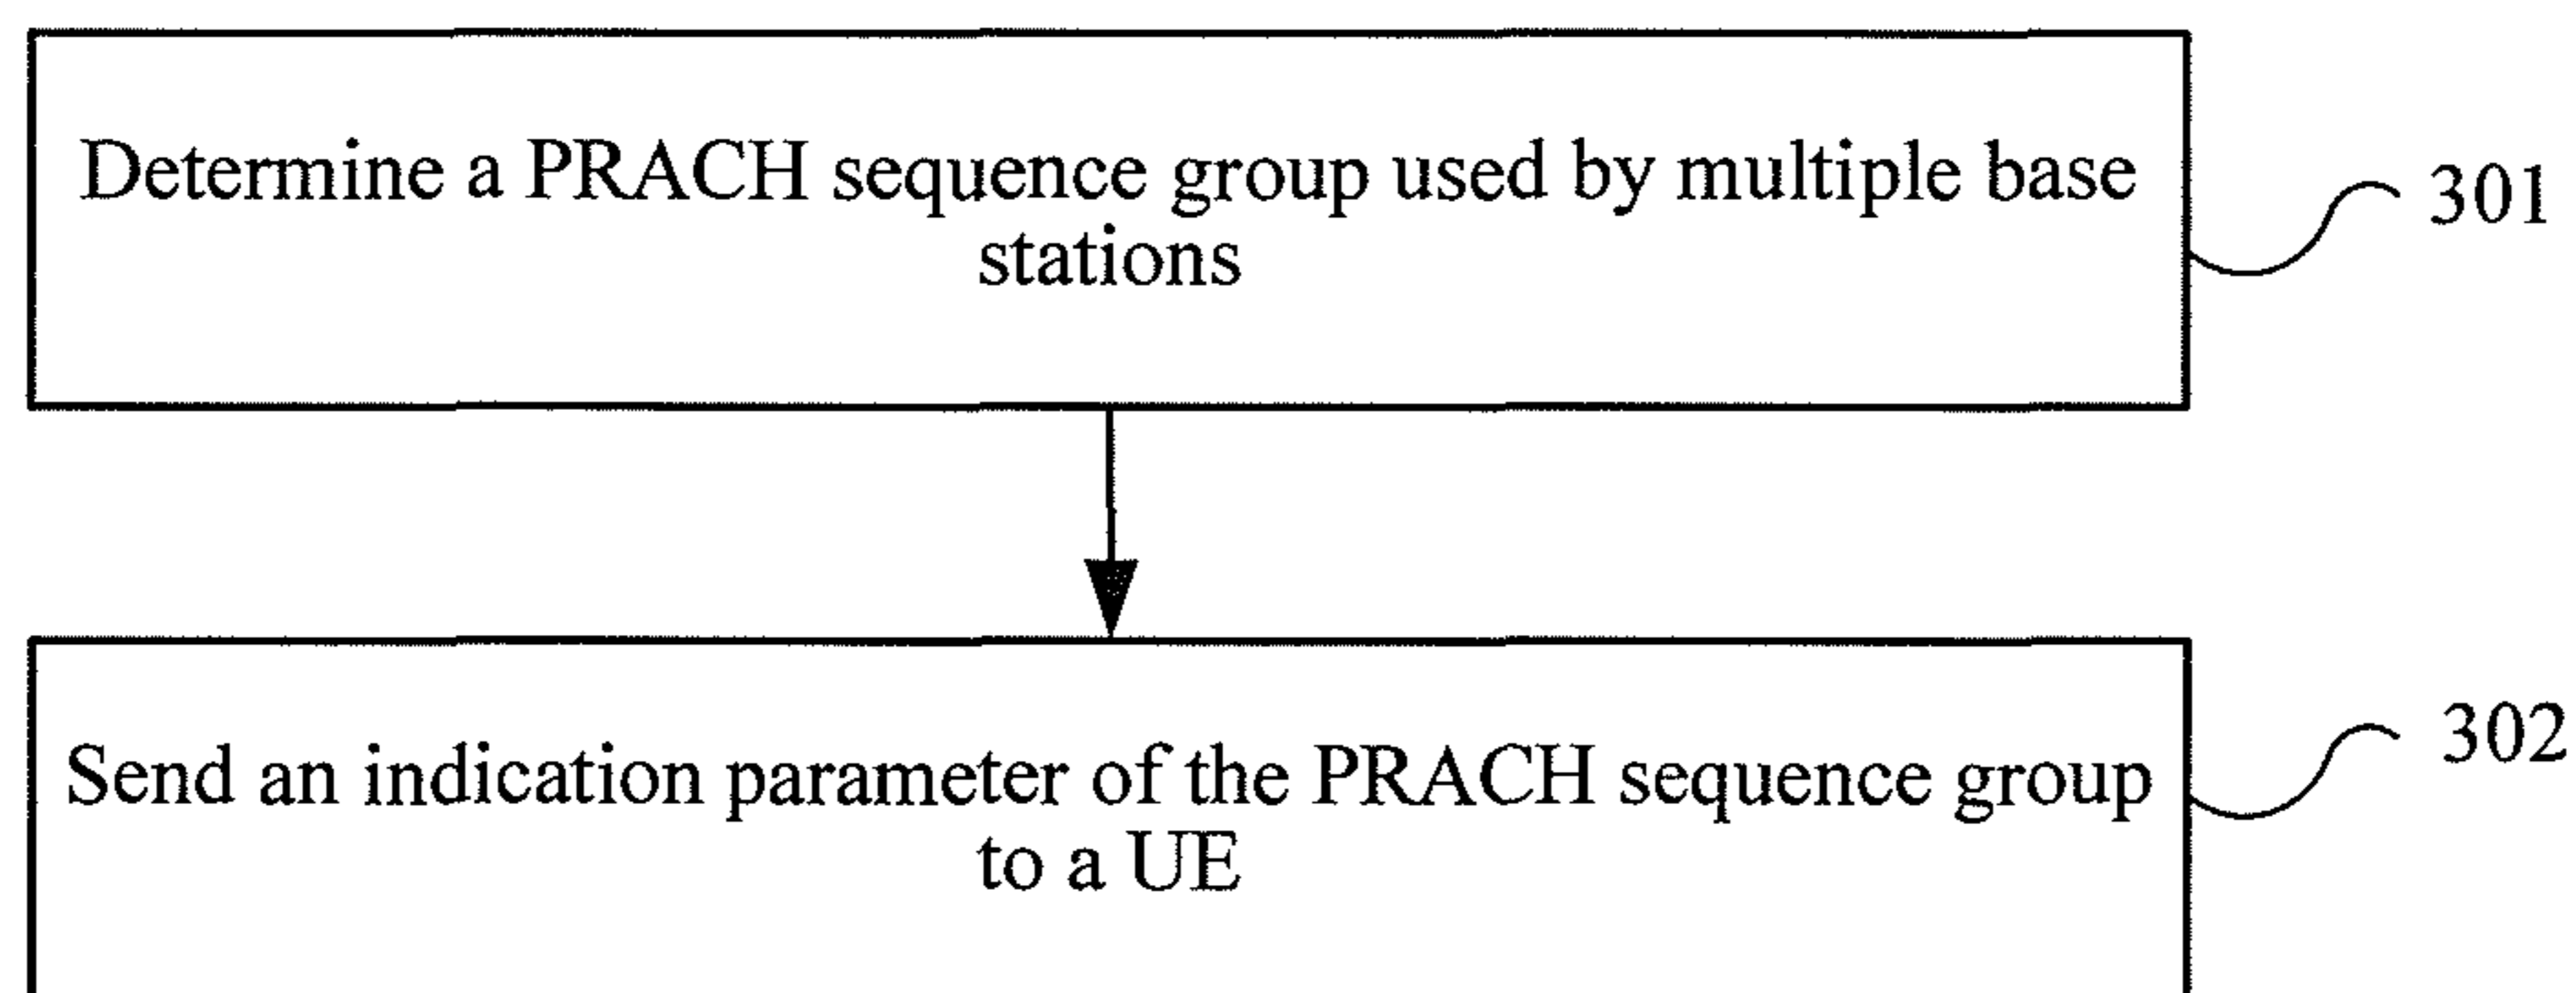 Determine a PRACH sequence group used by multiple base
stations
301
Send an indication parameter of the PRACH sequence group
to a UE
302